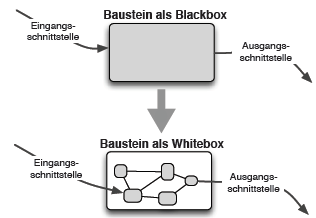 Baustein als Blackbox
Eingangs-
schnittstelle
Ausgangs-
schnittstelle
Baustein als Whitebox
Eingangs-
schnittstelle
Ausgangs-
schnittstelle